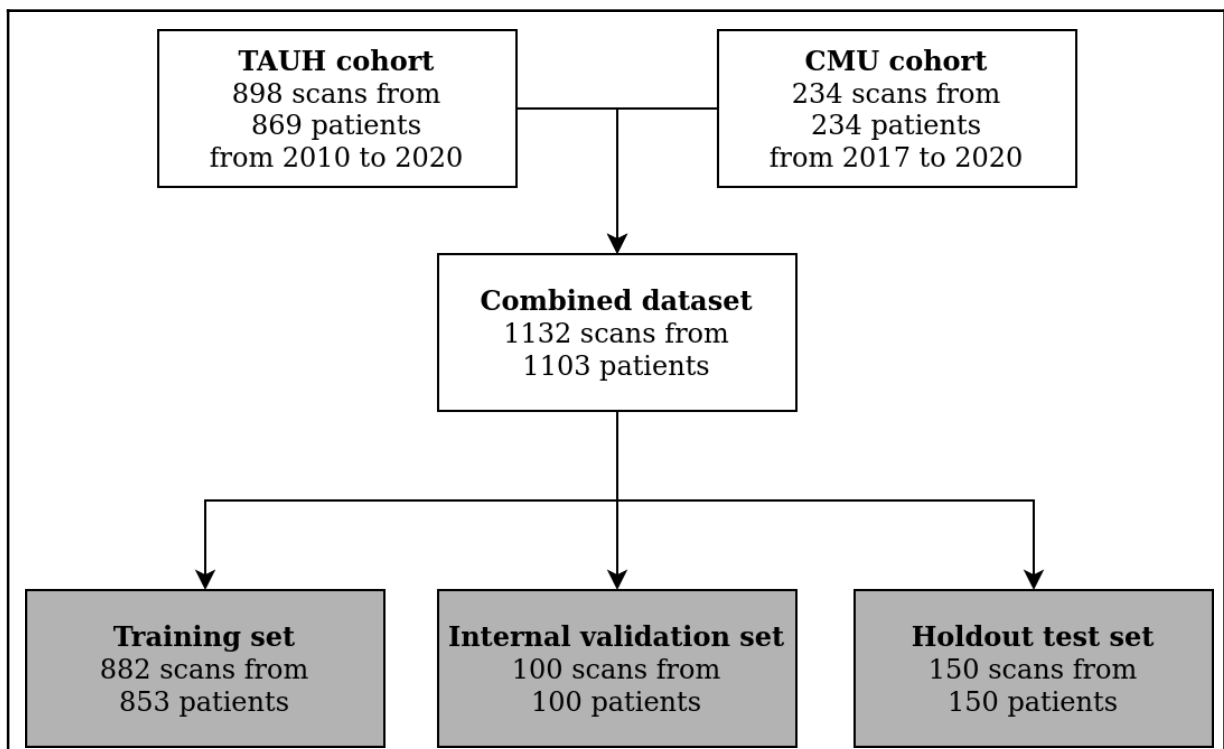 TAUH cohort
898 scans from
869 patients
from 2010 to 2020
CMU cohort
234 scans from
234 patients
from 2017 to 2020
Combined dataset
1132 scans from
1103 patients
Training set
882 scans from
853 patients
Internal validation set
100 scans from
100 patients
Holdout test set
150 scans from
150 patients